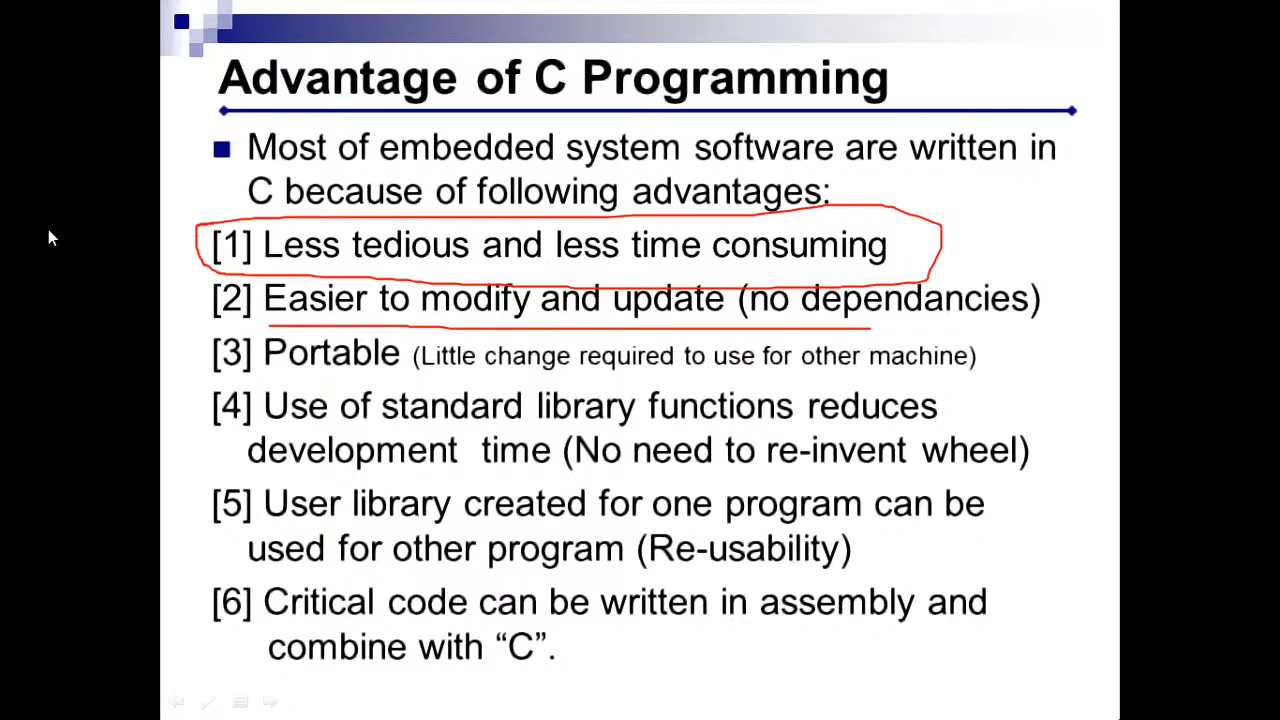 Advantage of C Programming
Most of embedded system software are written in
C because of following advantages:
[1] Less tedious and less time consuming
[2] Easier to modify and update (no dependancies)
[3] Portable (Little change required to use for other machine)
[4] Use of standard library functions reduces
development time (No need to re-invent wheel)
[5] User library created for one program can be
used for other program (Re-usability)
[6] Critical code can be written in assembly and
combine with “C”.